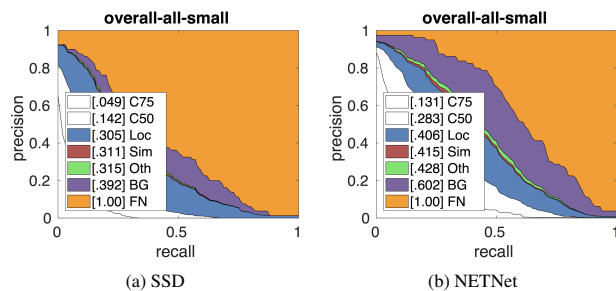 overall-all-small
precision
1
0.8
0.6
0.4
0.2
0
[.049] C75
[.142] C50
[.305] Loc
[.311] Sim
[.315] Oth
[.392] BG
[1.00] FN
0
0.5
1
recall
(a) SSD
overall-all-small
precision
1
0.8
0.6
0.4
0.2
0
[.131] C75
[.283] C50
[.406] Loc
[.415] Sim
[.428] Oth
[.602] BG
[1.00] FN
0
0.5
1
recall
(b) NETNet